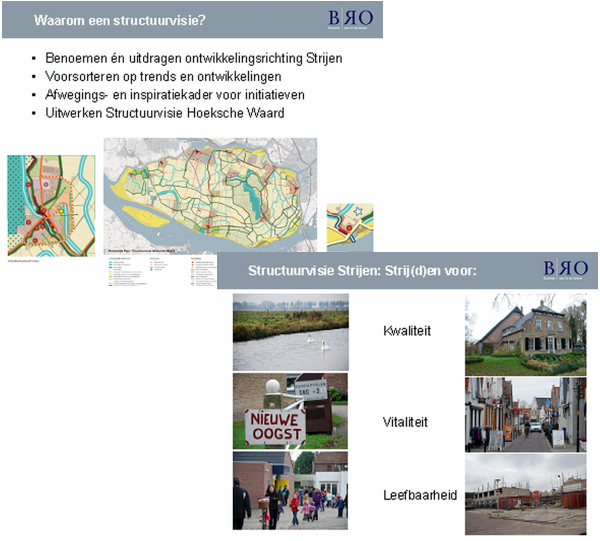 Waarom een structuurvisie?
BRO
• Benoemen én uitdragen ontwikkelingsrichting Strijen
• Voorsorteren op trends en ontwikkelingen
• Afwegings- en inspiratiekader voor initiatieven
• Uitwerken Structuurvisie Hoeksche Waard
Structuurvisie Strijen: Strij(d)en voor:
BRO
Kwaliteit
NIEUWE
OOGST
Vitaliteit
Leefbaarheid